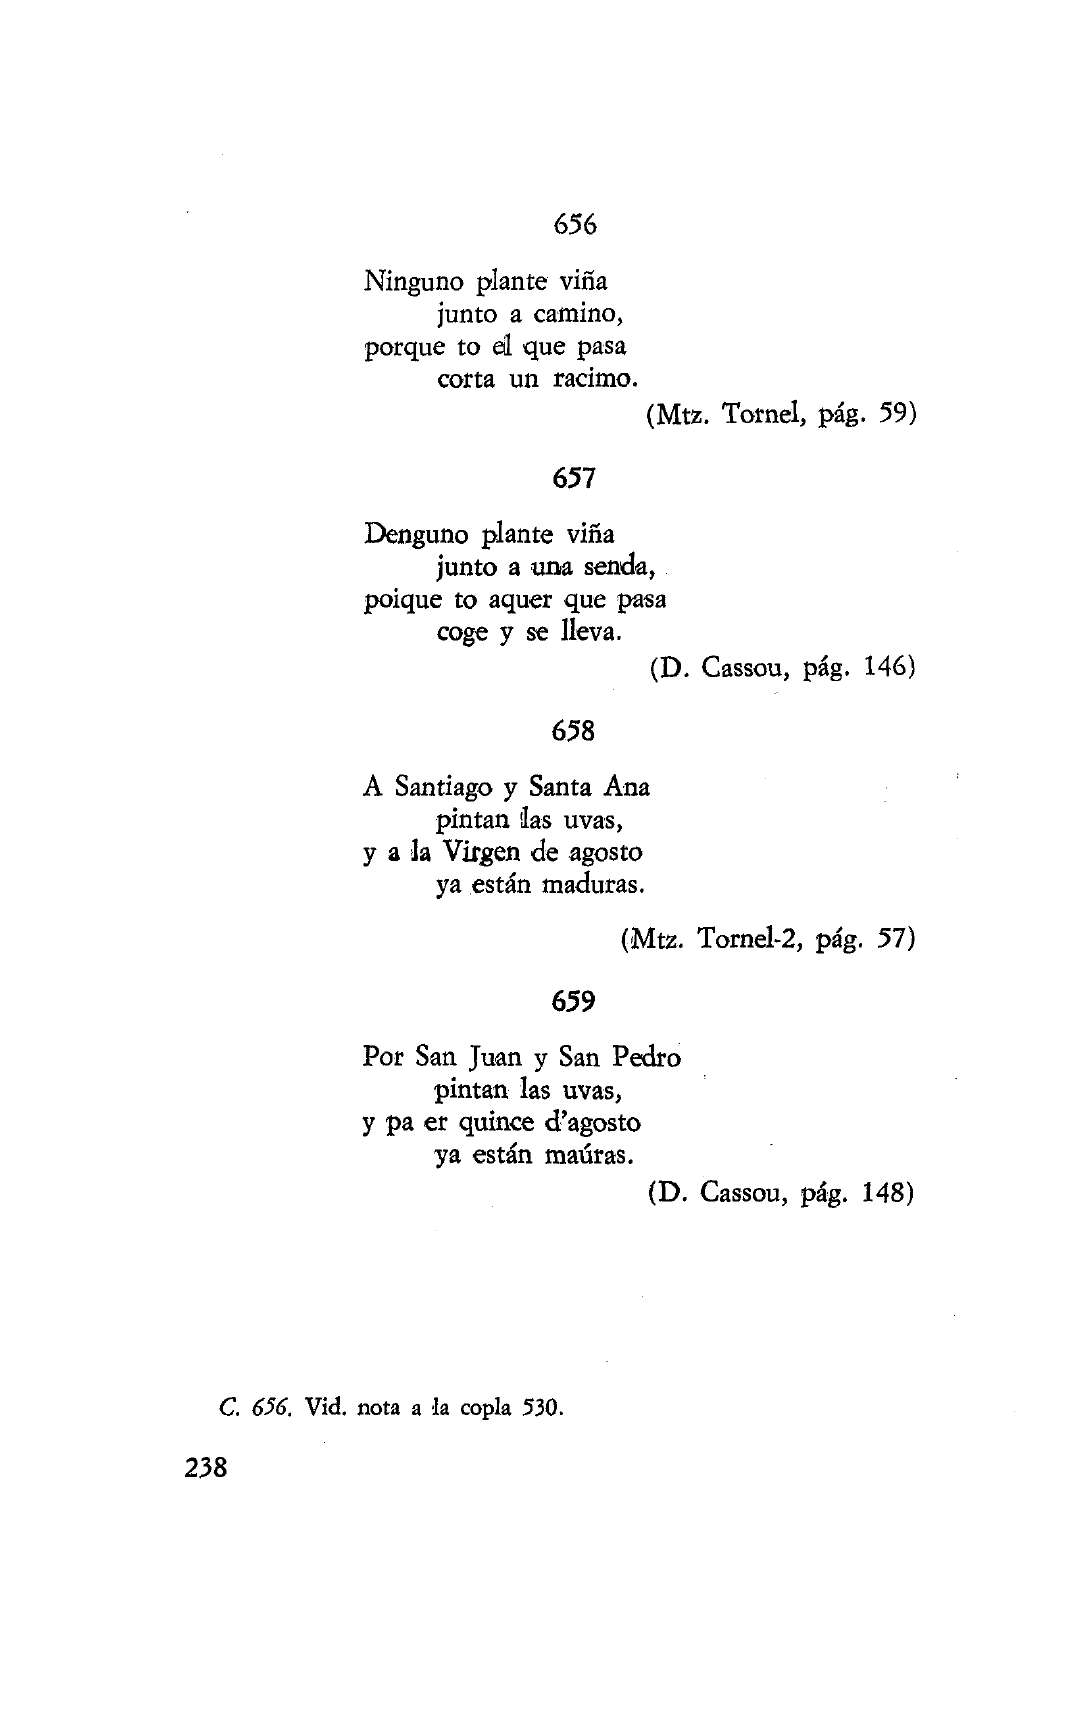 656
Ninguno plante viña
junto a camino,
porque to el que pasa
corta un racimo.
(Mtz. Tornel, pág. 59)
657
Denguno plante viña
junto a una senda,
poique to aquer que pasa
coge y se lleva.
(D. Cassou, pág. 146)
658
A Santiago y Santa Ana
pintan las uvas,
y a la Virgen de agosto
ya están maduras.
(Mtz. Tornel-2, pág. 57)
659
Por San Juan y San Pedro
pintan las uvas,
y pa er quince d’agosto
ya están maúras.
(D. Cassou, pág. 148)
C. 656. Vid. nota a la copla 530.
238